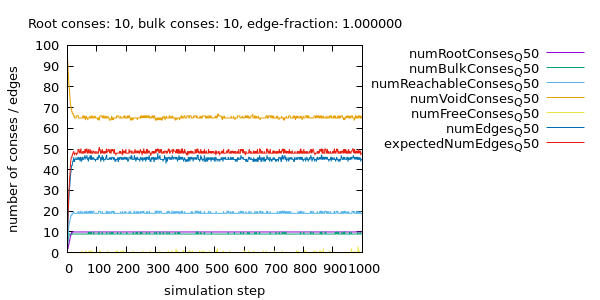 Root conses: 10, bulk conses: 10, edge-fraction: 1.000000
number of conses / edges
100
90
80
70
60
50
40
30
20
10
0
0 100 200 300 400 500 600 700 800 900 1000
simulation step
numRootConsesQ50
numBulkConsesQ50
numReachableConsesQ50
numVoidConsesQ50
numFreeConsesQ50
numEdgesQ50
expectedNumEdgesQ50